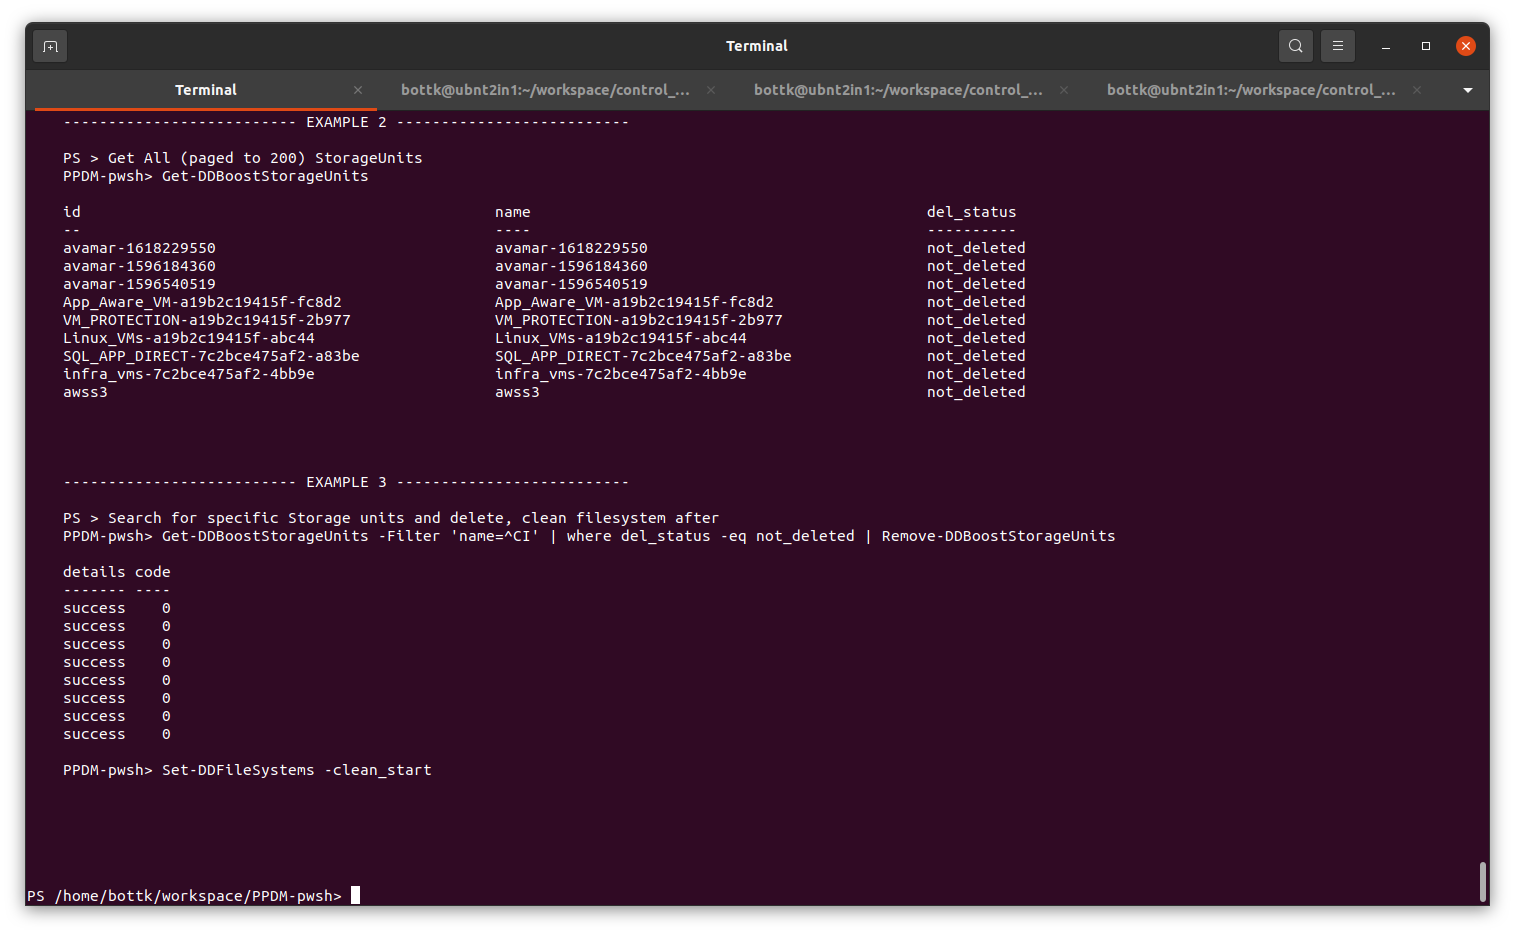 Terminal
Terminal
bottk@ubnt2in1:~/workspace/control_...
bottk@ubnt2in1:~/workspace/control_...
bottk@ubnt2in1:~/workspace/control_...
-------------------------- EXAMPLE 2 --------------------------
PS > Get All (paged to 200) StorageUnits
PPDM-pwsh> Get-DDBoostStorageUnits
id name del_status
-- ---- ----------
avamar-1618229550 avamar-1618229550 not_deleted
avamar-1596184360 avamar-1596184360 not_deleted
avamar-1596540519 avamar-1596540519 not_deleted
App_Aware_VM-a19b2c19415f-fc8d2 App_Aware_VM-a19b2c19415f-fc8d2 not_deleted
VM_PROTECTION-a19b2c19415f-2b977 VM_PROTECTION-a19b2c19415f-2b977 not_deleted
Linux_VMs-a19b2c19415f-abc44 Linux_VMs-a19b2c19415f-abc44 not_deleted
SQL_APP_DIRECT-7c2bce475af2-a83be SQL_APP_DIRECT-7c2bce475af2-a83be not_deleted
infra_vms-7c2bce475af2-4bb9e infra_vms-7c2bce475af2-4bb9e not_deleted
awss3 awss3 not_deleted
-------------------------- EXAMPLE 3 --------------------------
PS > Search for specific Storage units and delete, clean filesystem after
PPDM-pwsh> Get-DDBoostStorageUnits -Filter 'name=^CI' | where del_status -eq not_deleted | Remove-DDBoostStorageUnits
details code
------- ----
success 0
success 0
success 0
success 0
success 0
success 0
success 0
success 0
PPDM-pwsh> Set-DDFileSystems -clean_start
PS /home/bottk/workspace/PPDM-pwsh>